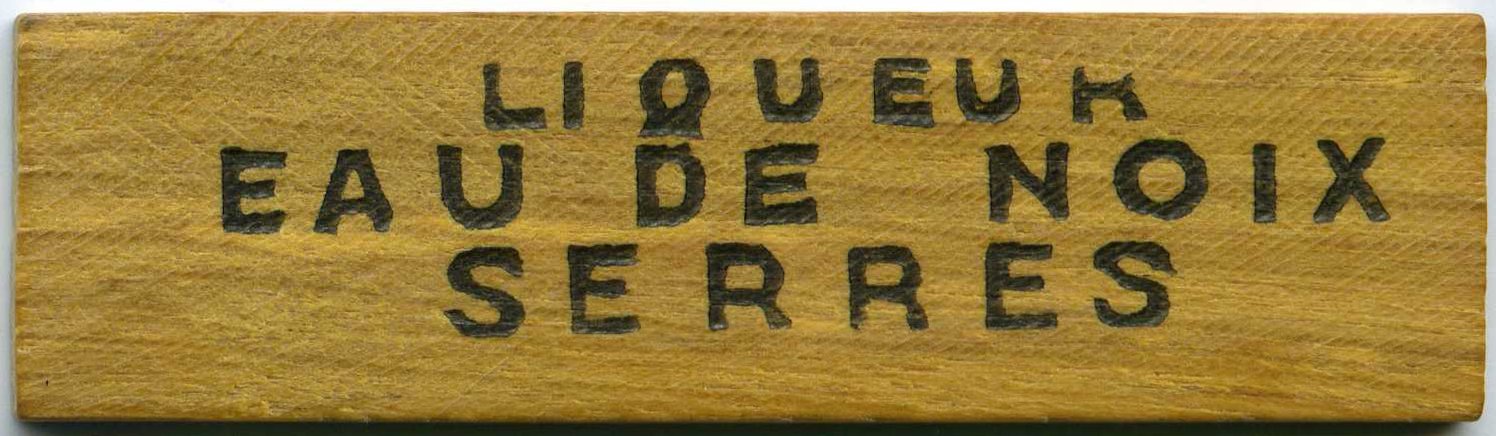 LIQUEUR
EAU DE NOIX
SERRES